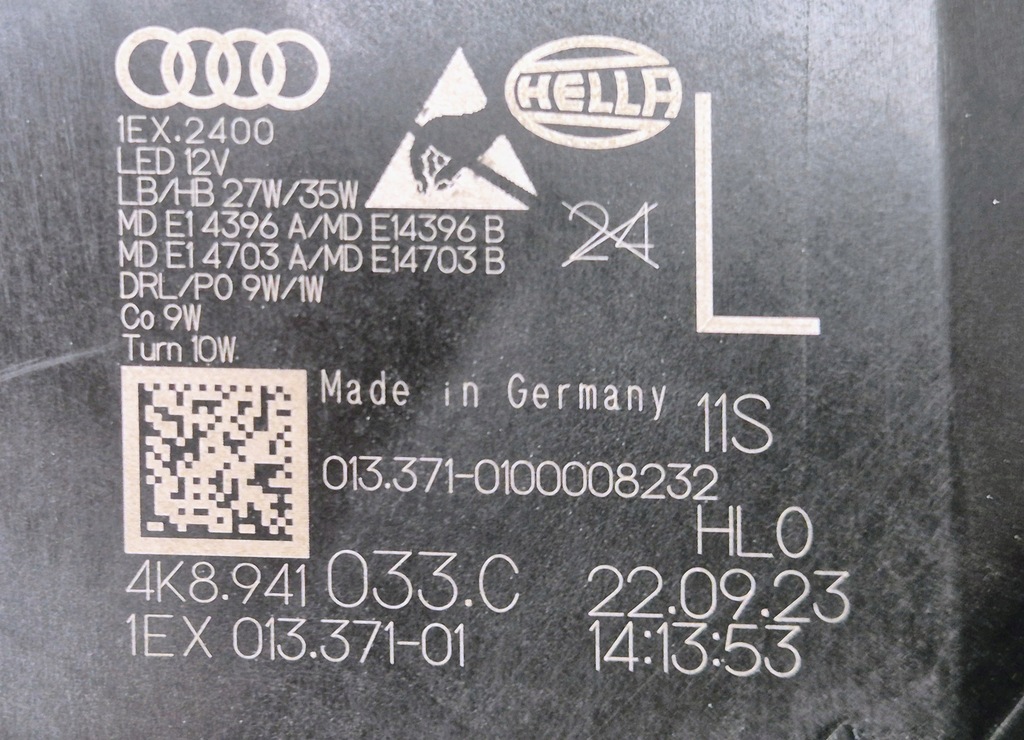 HELLA
1EX.2400
LED 12V
LB/HB 27W/35W
MD E1 4396 A/MD E14396 B
MD E1 4703 A/MD E14703 B
DRL/PO 9W/1W
Co 9W
Turn 10W
24
L
Made in Germany
11S
013.371-0100008232
HLO
4K8.941 033.C
22.09.23
1EX 013.371-01
14:13:53